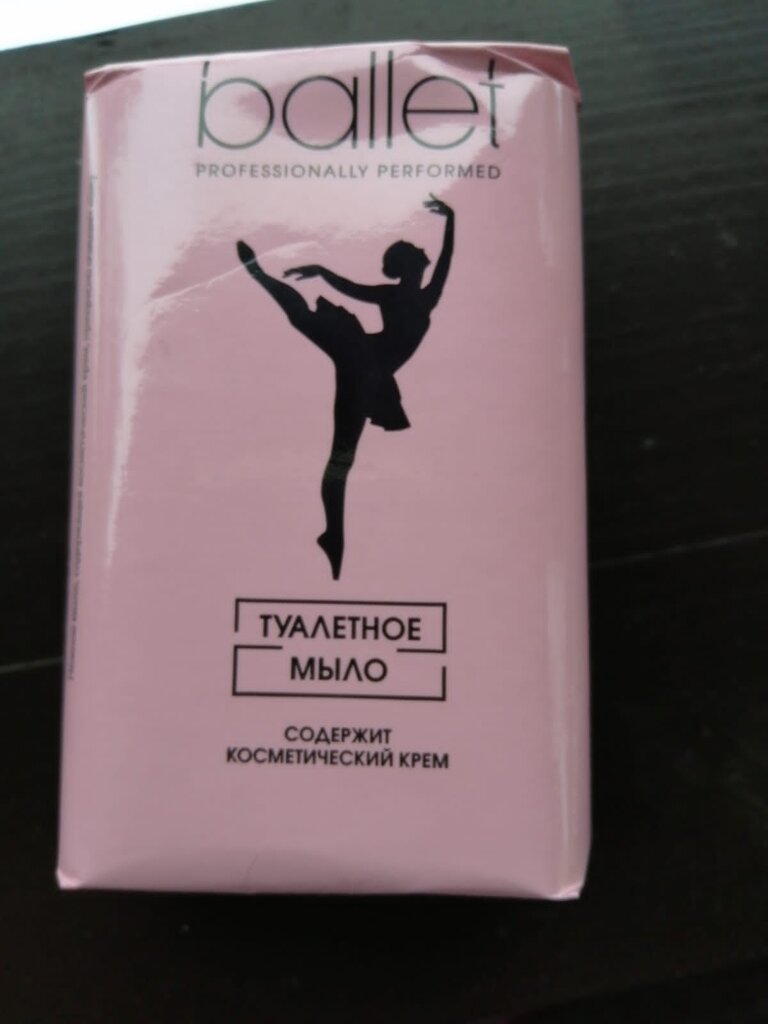 ballet
PROFESSIONALLY PERFORMED
ТУАЛЕТНОЕ
МЫЛО
СОДЕРЖИТ
КОСМЕТИЧЕСКИЙ КРЕМ